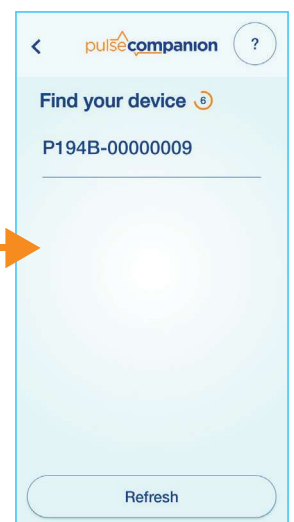 pulsecompanion
?
Find your device 6
P194B-00000009
Refresh